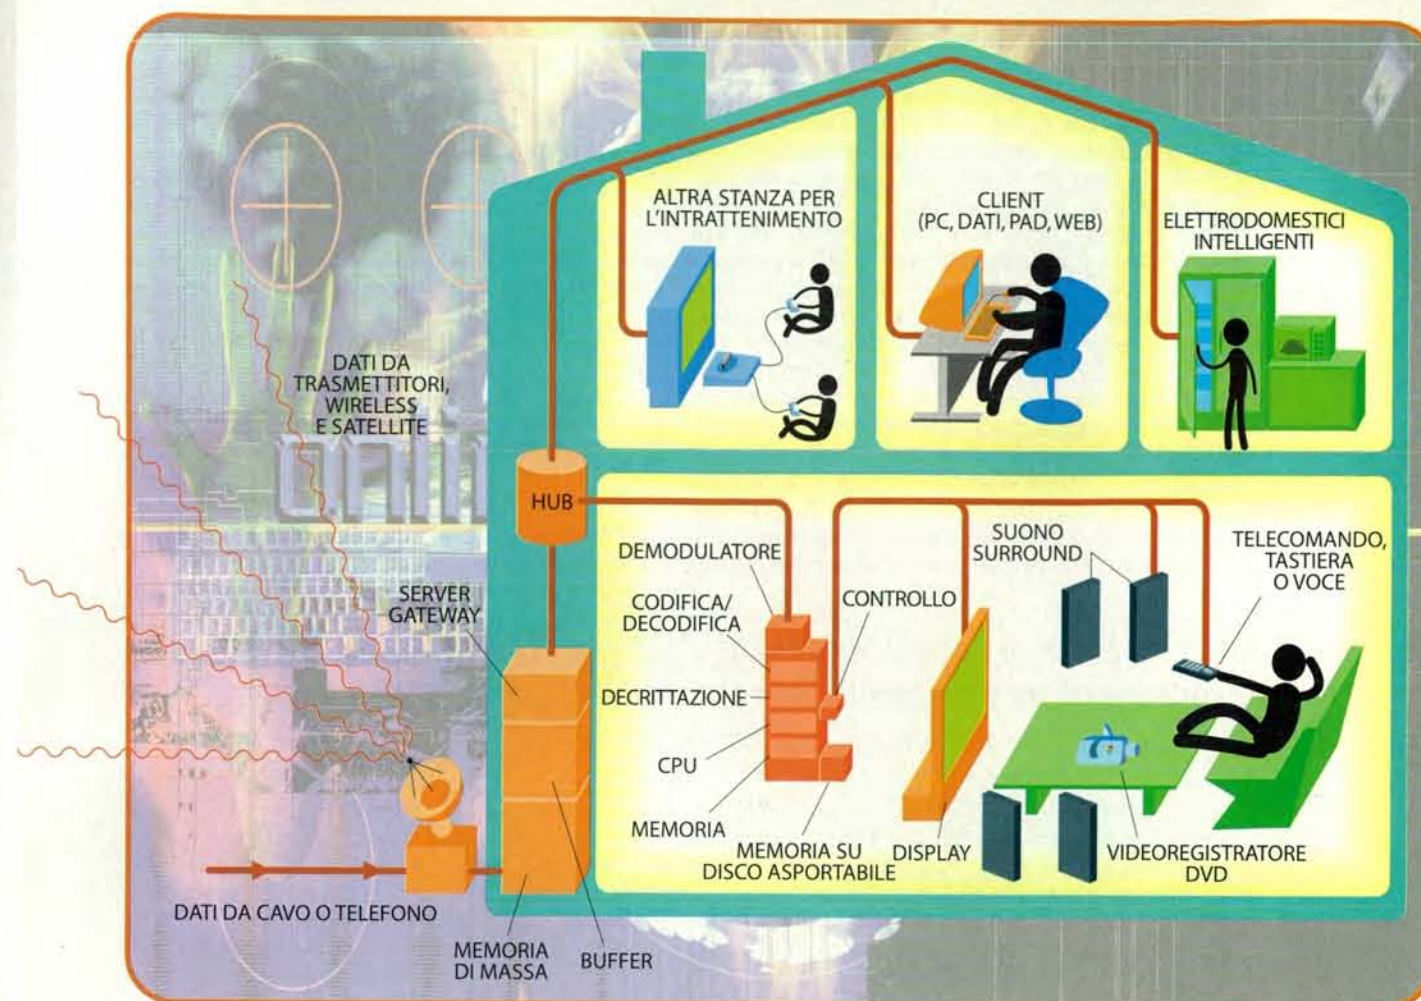 ALTRA STANZA PER
L'INTRATTENIMENTO
CLIENT
(PC, DATI, PAD, WEB)
ELETTRODOMESTICI
INTELLIGENTI
DATI DA
TRASMETTITORI,
WIRELESS
E SATELLITE
HUB
DEMODULATORE
CODIFICA/
DECODIFICA
DECRITTAZIONE
CPU
MEMORIA
CONTROLLO
MEMORIA SU
DISCO ASPORTABILE
DISPLAY
SUONO
SURROUND
TELECOMANDO,
TASTIERA
O VOCE
VIDEOREGISTRATORE
DVD
SERVER
GATEWAY
DATI DA CAVO O TELEFONO
MEMORIA
DI MASSA
BUFFER